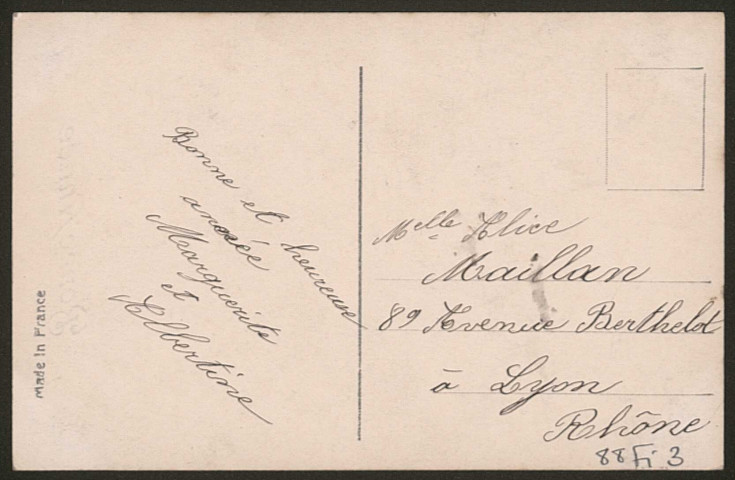 Bonne et heureuse
année
Marguerite
et
Albertine
Melle Alice
Maillan
89 Avenue Berthelot
à Lyon
Rhône
88 Fi 3
Made In France